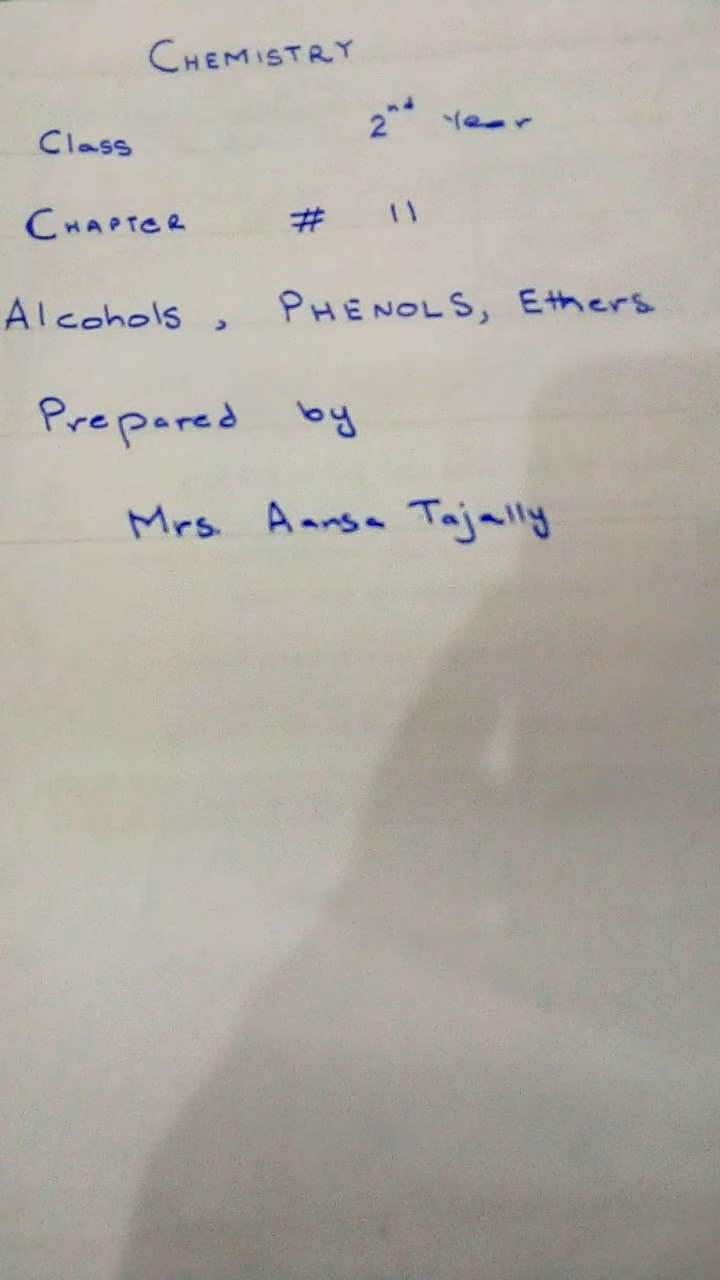 CHEMISTRY
Class 2nd Year
CHAPTER # 11
Alcohols, PHENOLS, Ethers
Prepared by
Mrs. Aansa Tajally